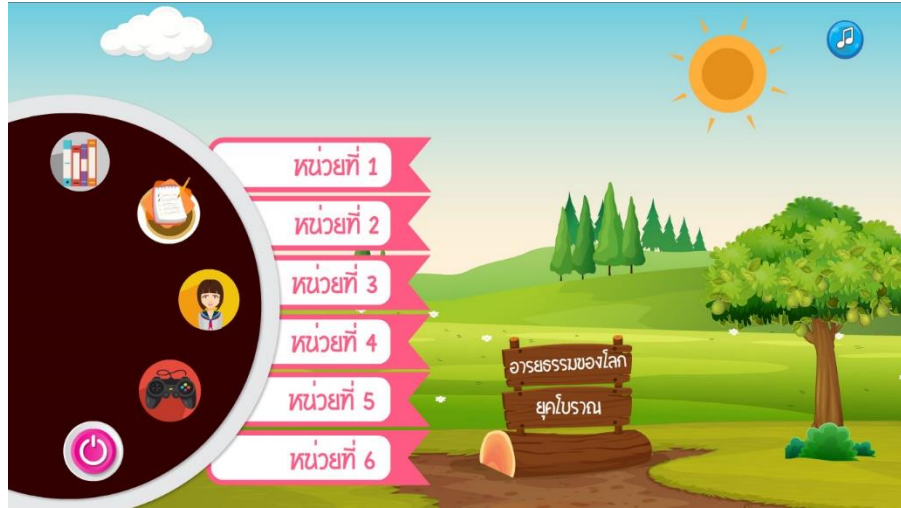 หน่วยที่ 1
หน่วยที่ 2
หน่วยที่ 3
หน่วยที่ 4
หน่วยที่ 5
หน่วยที่ 6
อารยธรรมของโลก
ยุคโบราณ